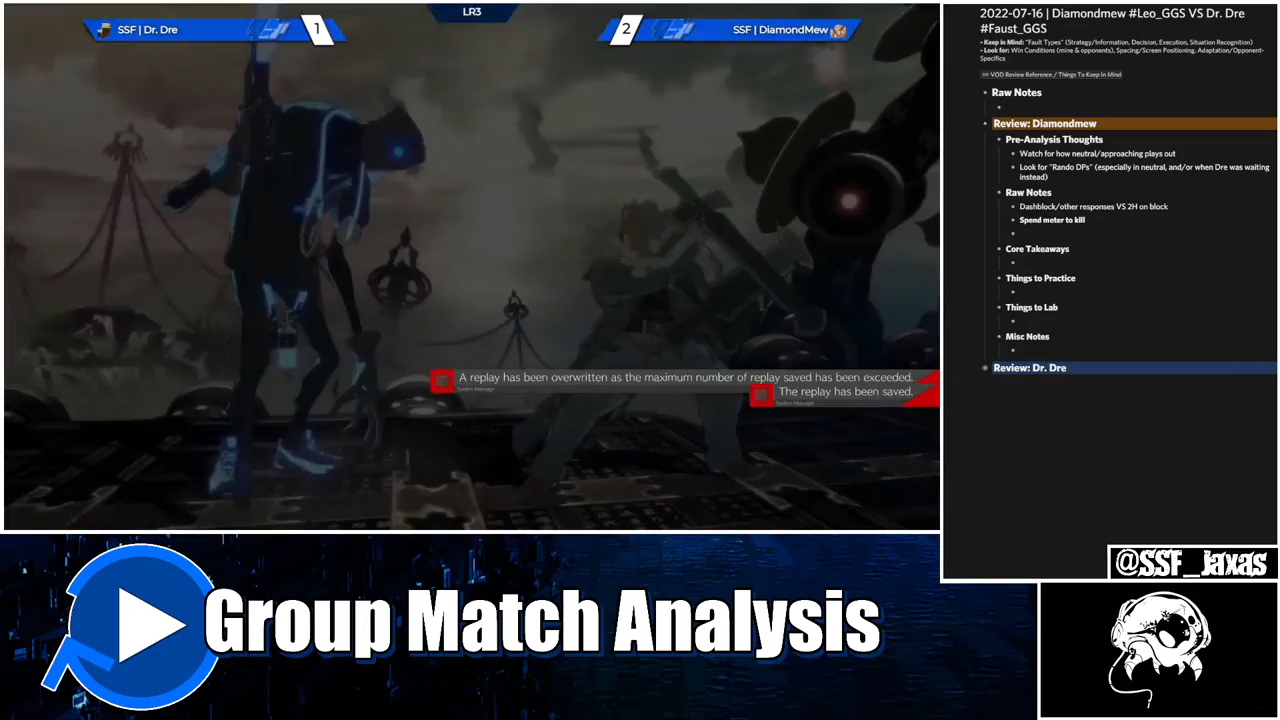 SSF | Dr. Dre
1
LR3
2
SSF | DiamondMew
A replay has been overwritten as the maximum number of replay saved has been exceeded.
System Message
The replay has been saved.
System Message
2022-07-16 | Diamondmew #Leo_GGS VS Dr. Dre
#Faust_GGS
- Keep in Mind: "Fault Types" (Strategy/Information, Decision, Execution, Situation Recognition)
- Look for: Win Conditions (mine & opponents), Spacing/Screen Positioning, Adaptation/Opponent-
Specifics
∞ VOD Review Reference / Things To Keep In Mind
Raw Notes
Review: Diamondmew
Pre-Analysis Thoughts
Watch for how neutral/approaching plays out
Look for "Rando DPs" (especially in neutral, and/or when Dre was waiting
instead)
Raw Notes
Dashblock/other responses VS 2H on block
Spend meter to kill
Core Takeaways
Things to Practice
Things to Lab
Misc Notes
Review: Dr. Dre
@SSF_jaxas
Group Match Analysis